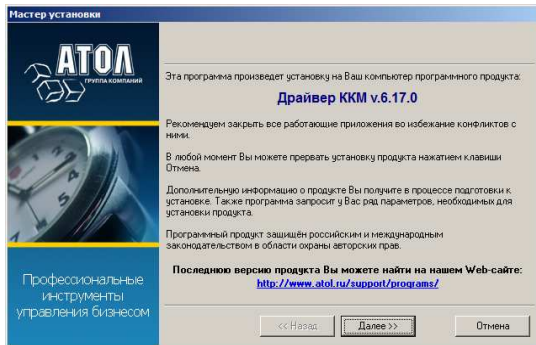 Мастер установки
АТОЛ
ГРУППА КОМПАНИЙ
Профессиональные
инструменты
управления бизнесом
Эта программа произведет установку на Ваш компьютер программного продукта:
Драйвер ККМ v.6.17.0
Рекомендуем закрыть все работающие приложения во избежание конфликтов с
ними.
В любой момент Вы можете прервать установку продукта нажатием клавиши
Отмена.
Дополнительную информацию о продукте Вы получите в процессе подготовки к
установке. Также программа запросит у Вас ряд параметров, необходимых для
установки продукта.
Программный продукт защищён российским и международным
законодательством в области охраны авторских прав.
Последнюю версию продукта Вы можете найти на нашем Web-сайте:
http://www.atol.ru/support/programs/
<< Назад Далее >> Отмена